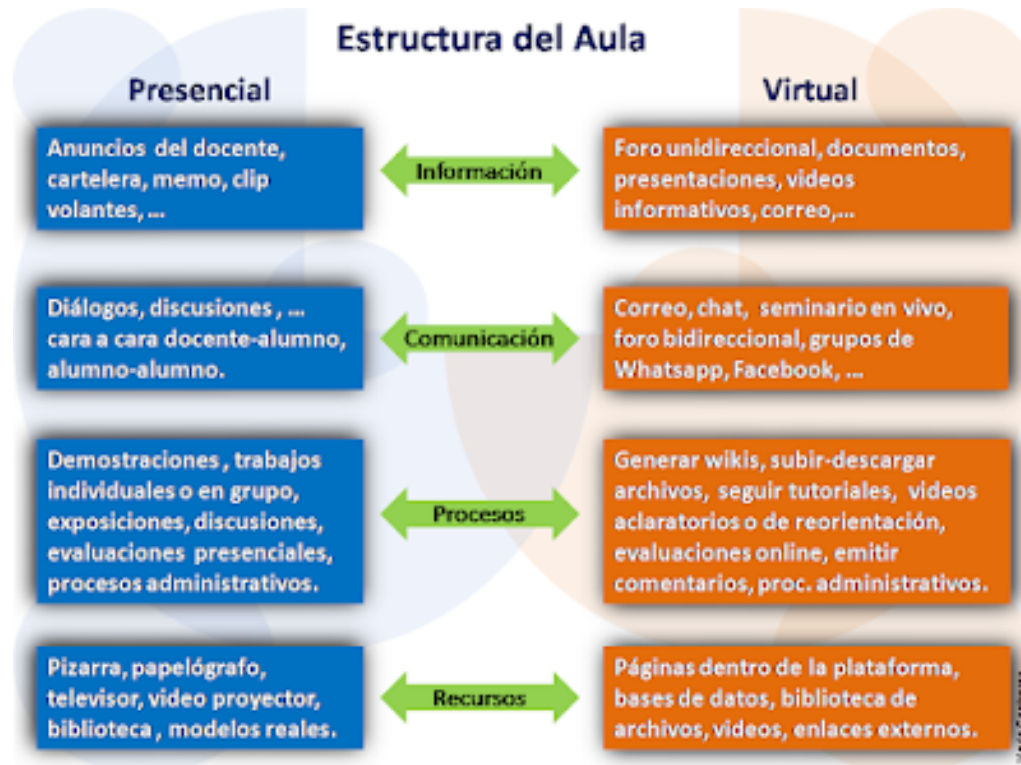 Estructura del Aula
Presencial
Virtual
Anuncios del docente,
cartelera, memo, clip
volantes, ...
Información
Foro unidireccional, documentos,
presentaciones, videos
informativos, correo,...
Diálogos, discusiones , ...
cara a cara docente-alumno,
alumno-alumno.
Comunicación
Correo, chat, seminario en vivo,
foro bidireccional, grupos de
Whatsapp, Facebook, ...
Demostraciones , trabajos
individuales o en grupo,
exposiciones, discusiones,
evaluaciones presenciales,
procesos administrativos.
Procesos
Generar wikis, subir-descargar
archivos, seguir tutoriales, videos
aclaratorios o de reorientación,
evaluaciones online, emitir
comentarios, proc. administrativos.
Pizarra, papelógrafo,
televisor, video proyector,
biblioteca , modelos reales.
Recursos
Páginas dentro de la plataforma,
bases de datos, biblioteca de
archivos, videos, enlaces externos.